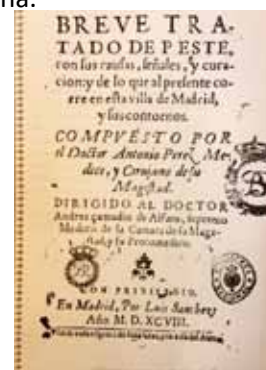 na.
BREVE TRA-
TADO DE PESTE,
con sus causas, señales, y cura-
cion: y de lo que al presente co-
rre en esta villa de Madrid,
y sus contornos.
COMPVESTO POR
el Doctor Antonio Perez, Me-
dico, y Cirujano de su
Magestad.
DIRIGIDO AL DOCTOR
Andres çamudio de Alfaro,
Medico de la Camara de su Mage-
stad, y su Protomedico.
CON PRIVILEGIO.
En Madrid, Por Luis Sanchez
Año M. D. XCVIII.